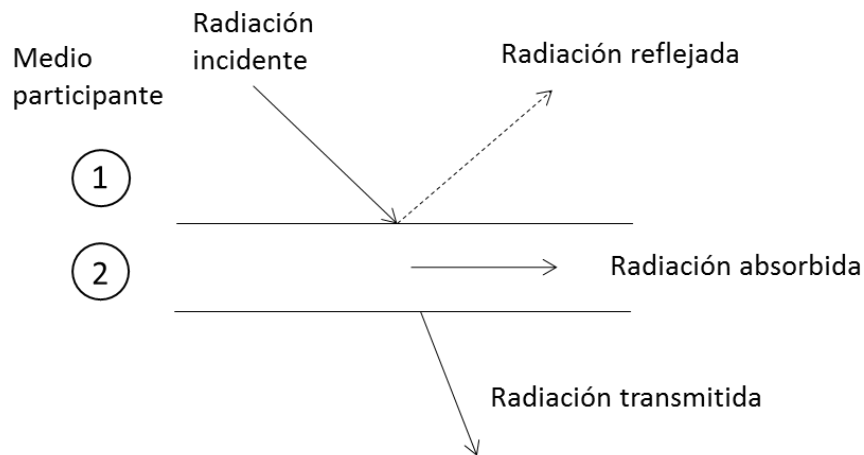 Radiación
incidente
Medio
participante
Radiación reflejada
1
2
Radiación absorbida
Radiación transmitida